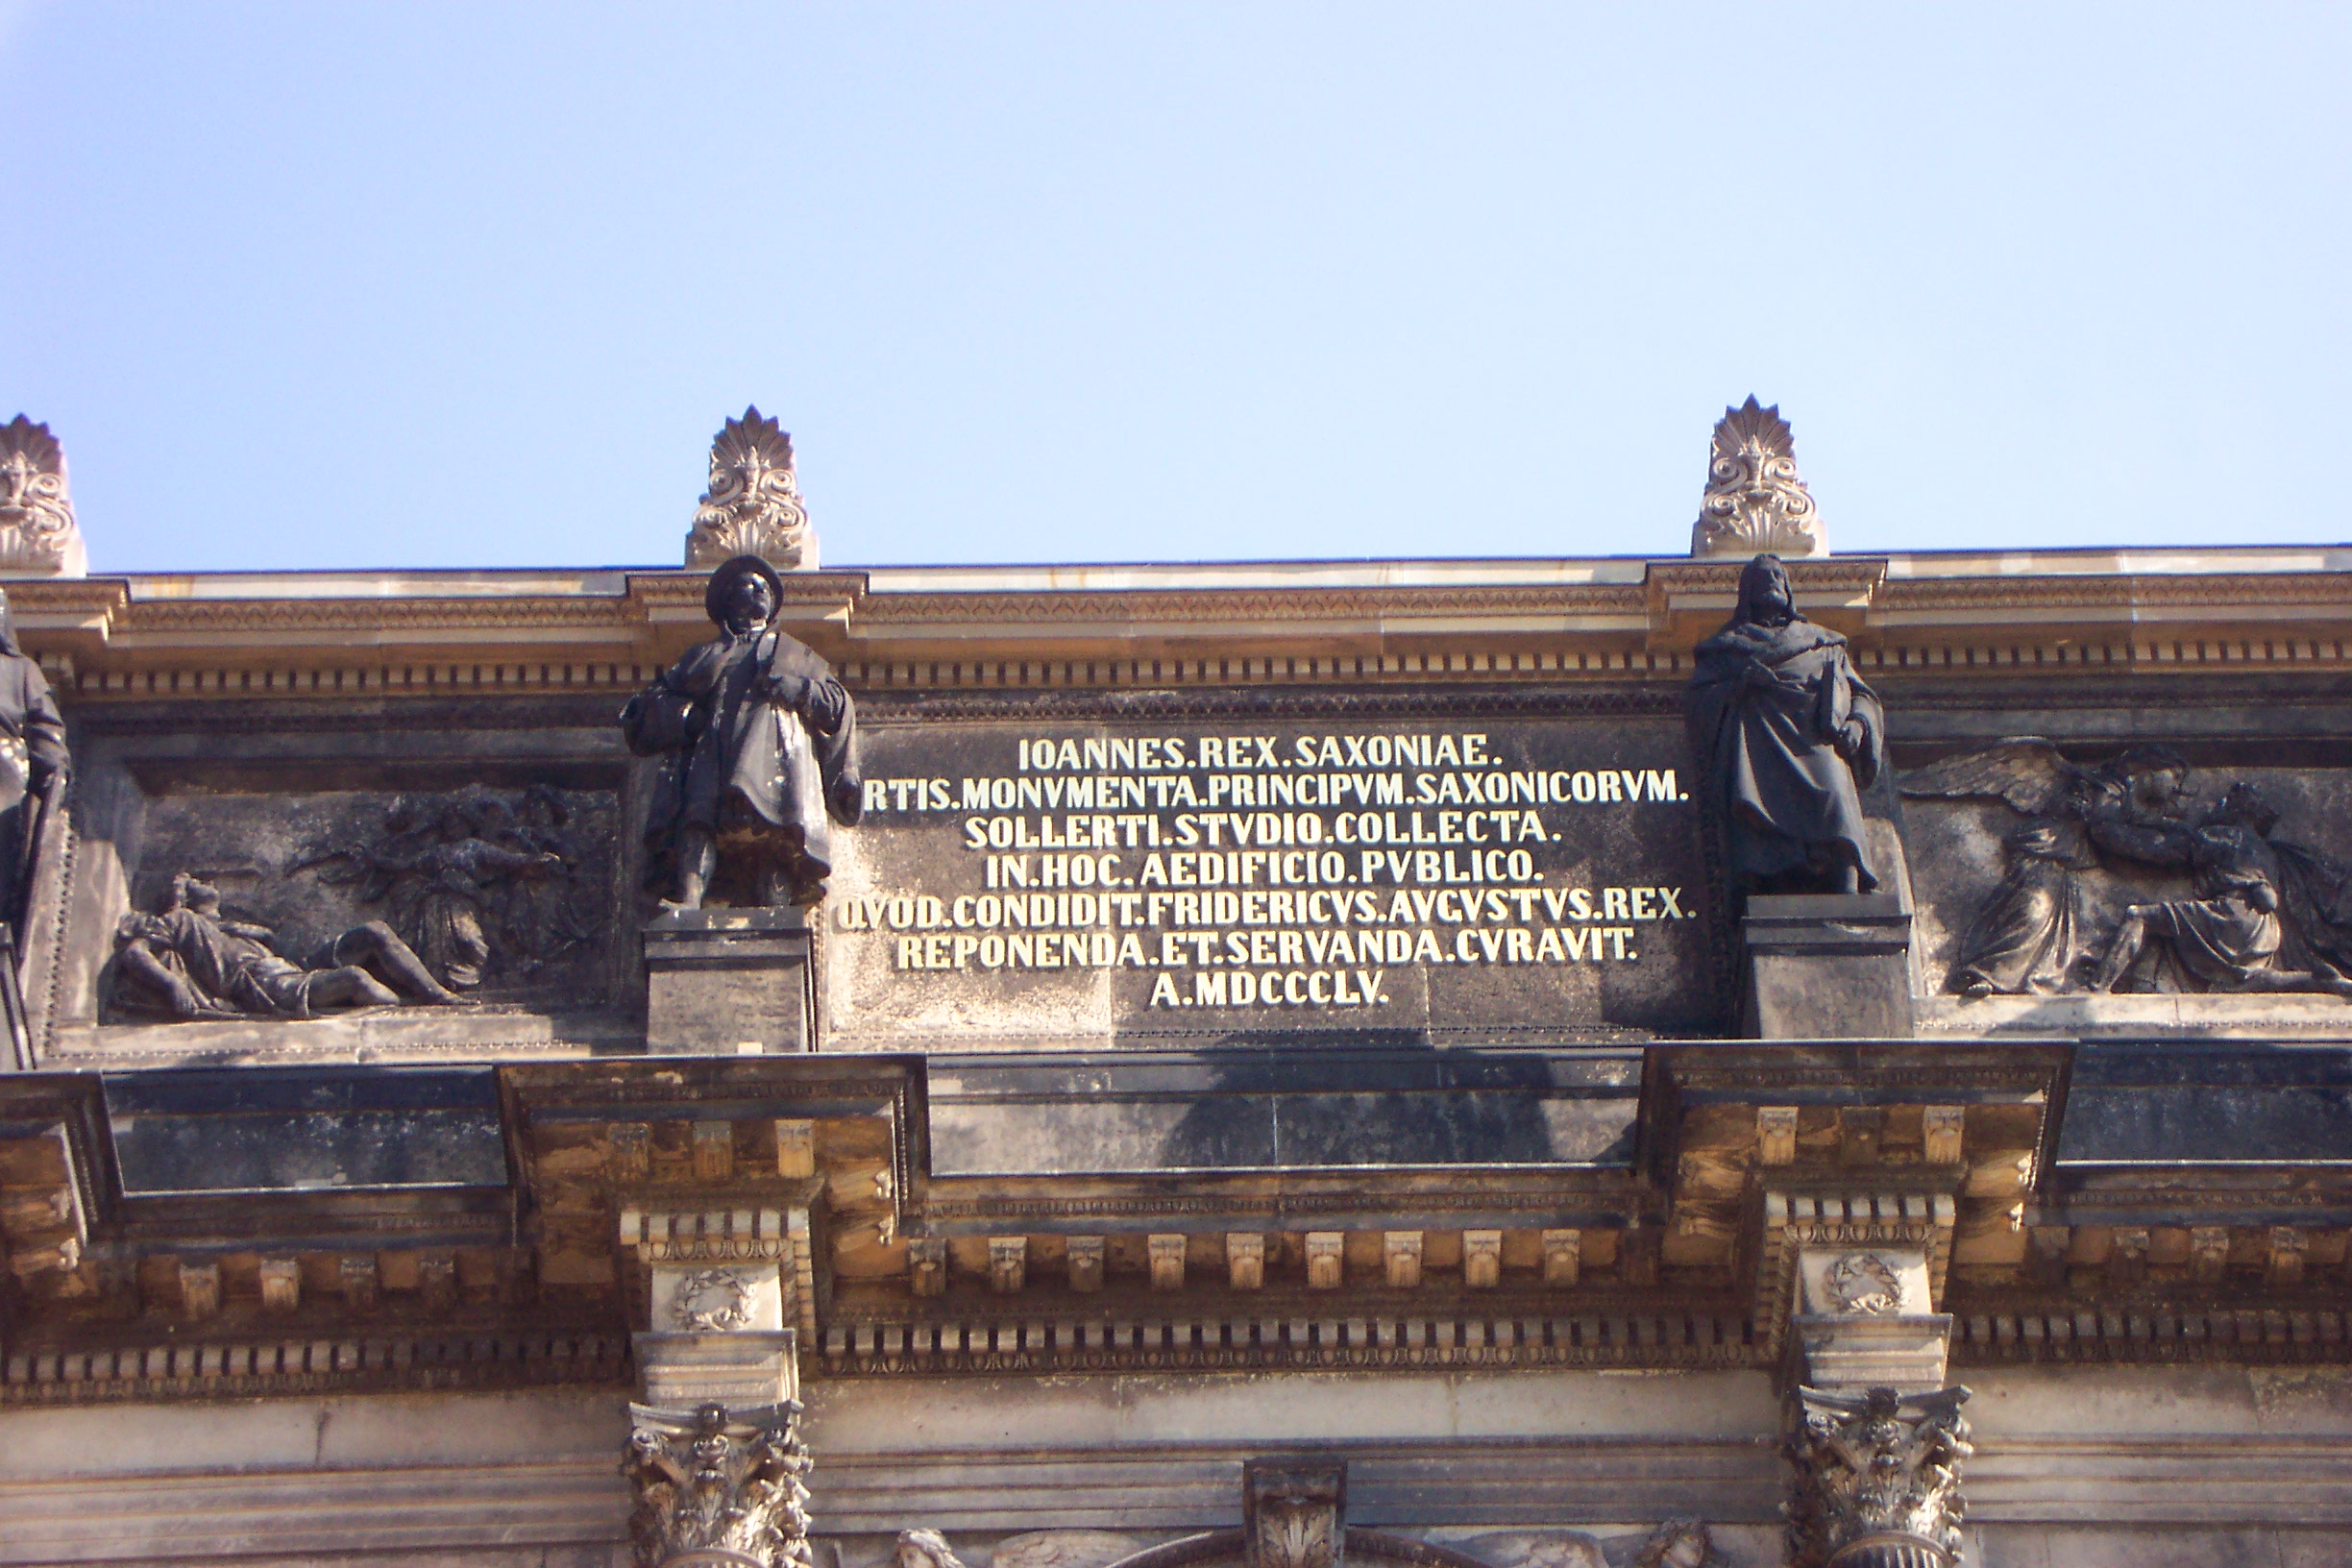 IOANNES.REX.SAXONIAE.
RTIS.MONVMENTA.PRINCIPVM.SAXONICORVM.
SOLLERTI.STVDIO.COLLECTA.
IN.HOC.AEDIFICIO.PVBLICO.
QVOD.CONDIDIT.FRIDERICVS.AVGVSTVS.REX.
REPONENDA.ET.SERVANDA.CVRAVIT.
A.MDCCCLV.